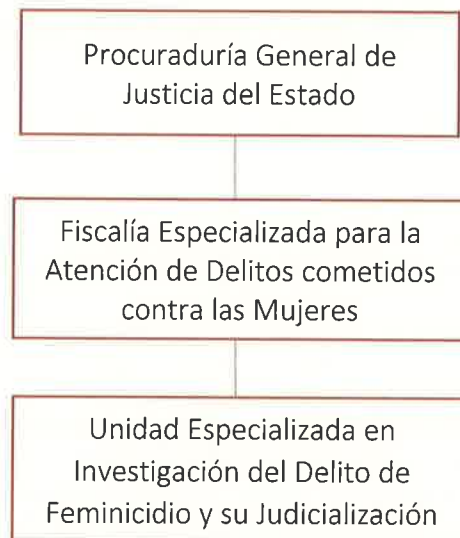 Procuraduría General de
Justicia del Estado
Fiscalía Especializada para la
Atención de Delitos cometidos
contra las Mujeres
Unidad Especializada en
Investigación del Delito de
Feminicidio y su Judicialización